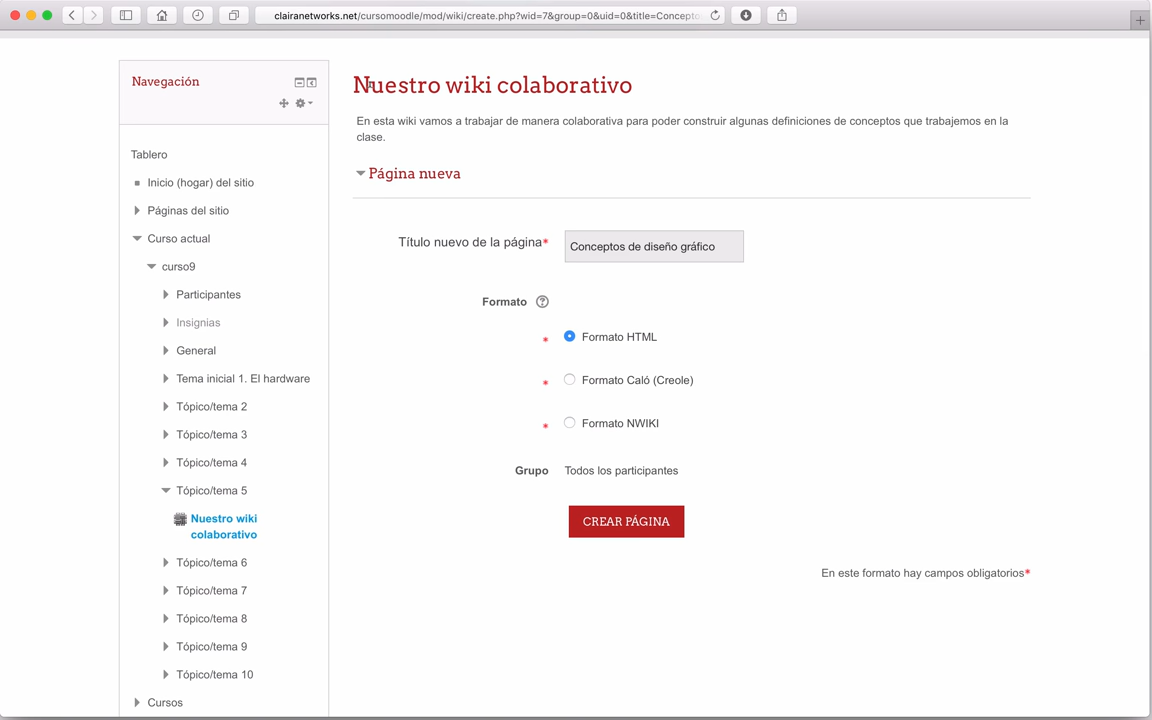 clairanetworks.net/cursomoodle/mod/wiki/create.php?wid=7&group=0&uid=0&title=Concepto
Navegación
Tablero
Inicio (hogar) del sitio
Páginas del sitio
Curso actual
curso9
Participantes
Insignias
General
Tema inicial 1. El hardware
Tópico/tema 2
Tópico/tema 3
Tópico/tema 4
Tópico/tema 5
Nuestro wiki
colaborativo
Tópico/tema 6
Tópico/tema 7
Tópico/tema 8
Tópico/tema 9
Tópico/tema 10
Cursos
Nuestro wiki colaborativo
En esta wiki vamos a trabajar de manera colaborativa para poder construir algunas definiciones de conceptos que trabajemos en la
clase.
Página nueva
Título nuevo de la página* Conceptos de diseño gráfico
Formato ?
* Formato HTML
* Formato Caló (Creole)
* Formato NWIKI
Grupo Todos los participantes
CREAR PÁGINA
En este formato hay campos obligatorios*